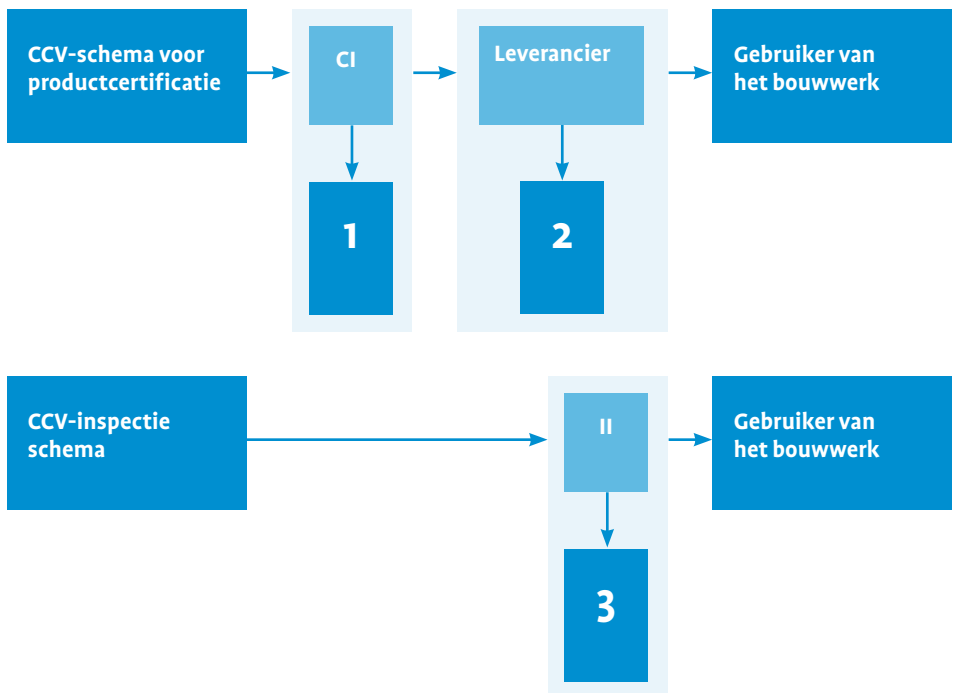 CCV-schema voor
productcertificatie
CI
Leverancier
Gebruiker van
het bouwwerk
1
2
CCV-inspectie
schema
II
Gebruiker van
het bouwwerk
3